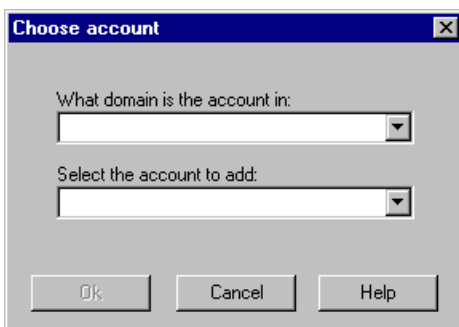 Choose account
What domain is the account in:
Select the account to add:
Ok Cancel Help